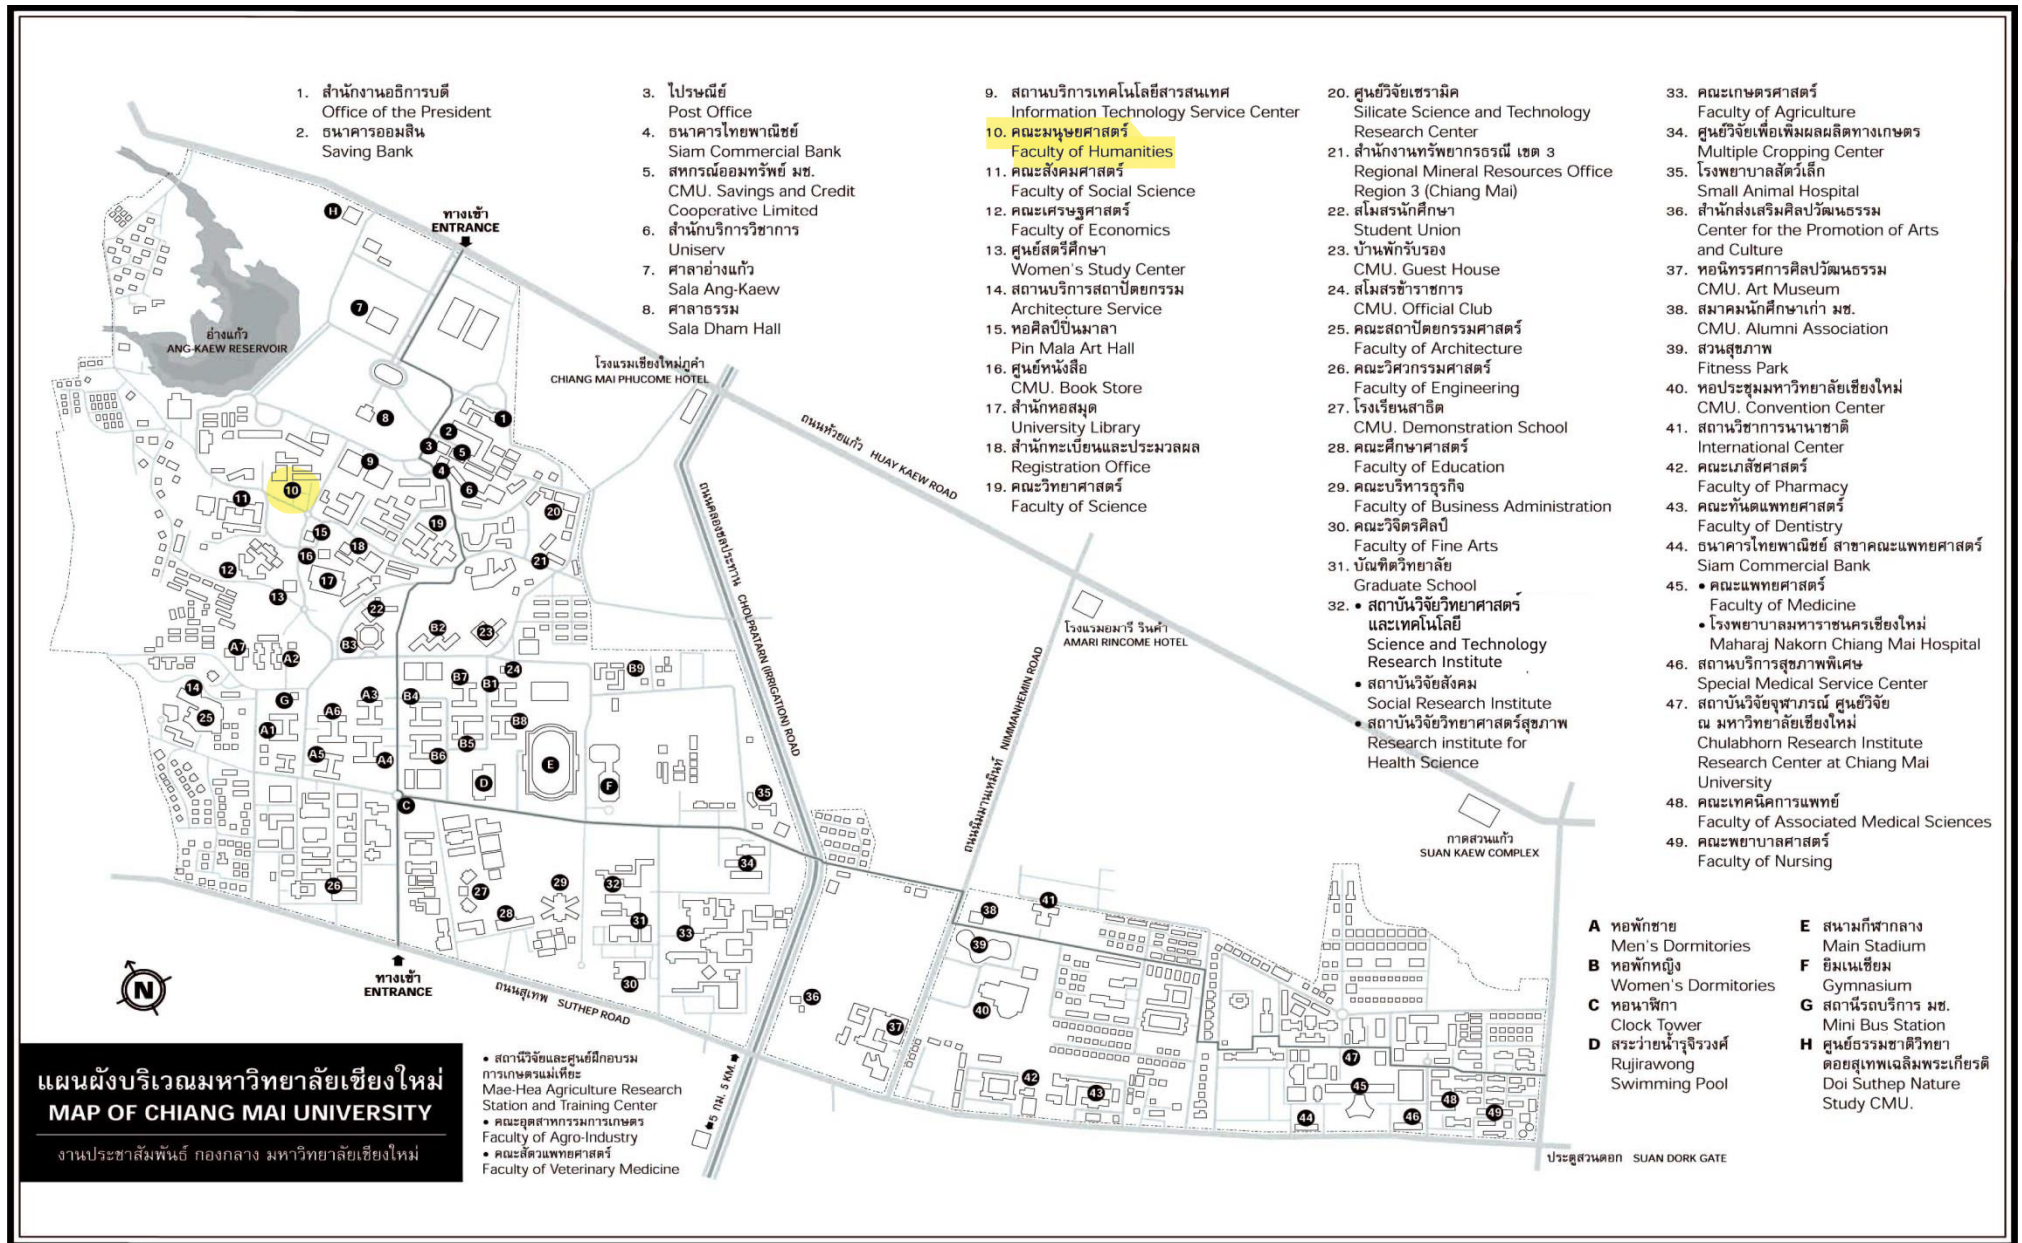 1. สำนักงานอธิการบดี
Office of the President
2. ธนาคารออมสิน
Saving Bank
3. ไปรษณีย์
Post Office
4. ธนาคารไทยพาณิชย์
Siam Commercial Bank
5. สหกรณ์ออมทรัพย์ มช.
CMU. Savings and Credit
Cooperative Limited
6. สำนักบริการวิชาการ
Uniserv
7. ศาลาอ่างแก้ว
Sala Ang-Kaew
8. ศาลาธรรม
Sala Dham Hall
9. สถานบริการเทคโนโลยีสารสนเทศ
Information Technology Service Center
10. คณะมนุษยศาสตร์
Faculty of Humanities
11. คณะสังคมศาสตร์
Faculty of Social Science
12. คณะเศรษฐศาสตร์
Faculty of Economics
13. ศูนย์สตรีศึกษา
Women's Study Center
14. สถานบริการสถาปัตยกรรม
Architecture Service
15. หอศิลป์ปิ่นมาลา
Pin Mala Art Hall
16. ศูนย์หนังสือ
CMU. Book Store
17. สำนักหอสมุด
University Library
18. สำนักทะเบียนและประมวลผล
Registration Office
19. คณะวิทยาศาสตร์
Faculty of Science
20. ศูนย์วิจัยเซรามิค
Silicate Science and Technology
Research Center
21. สำนักงานทรัพยากรธรณี เขต 3
Regional Mineral Resources Office
Region 3 (Chiang Mai)
22. สโมสรนักศึกษา
Student Union
23. บ้านพักรับรอง
CMU. Guest House
24. สโมสรข้าราชการ
CMU. Official Club
25. คณะสถาปัตยกรรมศาสตร์
Faculty of Architecture
26. คณะวิศวกรรมศาสตร์
Faculty of Engineering
27. โรงเรียนสาธิต
CMU. Demonstration School
28. คณะศึกษาศาสตร์
Faculty of Education
29. คณะบริหารธุรกิจ
Faculty of Business Administration
30. คณะวิจิตรศิลป์
Faculty of Fine Arts
31. บัณฑิตวิทยาลัย
Graduate School
32. • สถาบันวิจัยวิทยาศาสตร์
และเทคโนโลยี
Science and Technology
Research Institute
• สถาบันวิจัยสังคม
Social Research Institute
• สถาบันวิจัยวิทยาศาสตร์สุขภาพ
Research institute for
Health Science
33. คณะเกษตรศาสตร์
Faculty of Agriculture
34. ศูนย์วิจัยเพื่อเพิ่มผลผลิตทางเกษตร
Multiple Cropping Center
35. โรงพยาบาลสัตว์เล็ก
Small Animal Hospital
36. สำนักส่งเสริมศิลปวัฒนธรรม
Center for the Promotion of Arts
and Culture
37. หอนิทรรศการศิลปวัฒนธรรม
CMU. Art Museum
38. สมาคมนักศึกษาเก่า มช.
CMU. Alumni Association
39. สวนสุขภาพ
Fitness Park
40. หอประชุมมหาวิทยาลัยเชียงใหม่
CMU. Convention Center
41. สถานวิชาการนานาชาติ
International Center
42. คณะเภสัชศาสตร์
Faculty of Pharmacy
43. คณะทันตแพทยศาสตร์
Faculty of Dentistry
44. ธนาคารไทยพาณิชย์ สาขาคณะแพทยศาสตร์
Siam Commercial Bank
45. • คณะแพทยศาสตร์
Faculty of Medicine
• โรงพยาบาลมหาราชนครเชียงใหม่
Maharaj Nakorn Chiang Mai Hospital
46. สถานบริการสุขภาพพิเศษ
Special Medical Service Center
47. สถาบันวิจัยจุฬาภรณ์ ศูนย์วิจัย
ณ มหาวิทยาลัยเชียงใหม่
Chulabhorn Research Institute
Research Center at Chiang Mai
University
48. คณะเทคนิคการแพทย์
Faculty of Associated Medical Sciences
49. คณะพยาบาลศาสตร์
Faculty of Nursing
A หอพักชาย
Men's Dormitories
B หอพักหญิง
Women's Dormitories
C หอนาฬิกา
Clock Tower
D สระว่ายน้ำรุจิรวงศ์
Rujirawong
Swimming Pool
E สนามกีฬากลาง
Main Stadium
F ยิมเนเซียม
Gymnasium
G สถานีรถบริการ มช.
Mini Bus Station
H ศูนย์ธรรมชาติวิทยา
ดอยสุเทพเฉลิมพระเกียรติ
Doi Suthep Nature
Study CMU.
H
ทางเข้า
ENTRANCE
7
อ่างแก้ว
ANG-KAEW RESERVOIR
โรงแรมเชียงใหม่ภูคำ
CHIANG MAI PHUCOME HOTEL
8
1
2
3
5
4
6
9
10
11
20
19
15
18
16
21
12
17
13
22
B3
B2
23
A7
A2
24
B9
B7
B1
14
G
A3
B4
25
A6
A1
B8
B5
A5
A4
B6
D
E
F
C
35
34
26
27
28
29
32
31
33
30
36
37
38
39
40
41
42
43
44
45
46
47
48
49
ถนนห้วยแก้ว HUAY KAEW ROAD
ถนนคลองชลประทาน CHOLPRATARN (IRRIGATION) ROAD
โรงแรมอมารี รินคำ
AMARI RINCOME HOTEL
ถนนนิมมานเหมินท์ NIMMANHEMIN ROAD
กาดสวนแก้ว
SUAN KAEW COMPLEX
ทางเข้า
ENTRANCE
ถนนสุเทพ SUTHEP ROAD
5 กม. 5 KM.
ประตูสวนดอก SUAN DORK GATE
N
แผนผังบริเวณมหาวิทยาลัยเชียงใหม่
MAP OF CHIANG MAI UNIVERSITY
งานประชาสัมพันธ์ กองกลาง มหาวิทยาลัยเชียงใหม่
• สถานีวิจัยและศูนย์ฝึกอบรม
การเกษตรแม่เหียะ
Mae-Hea Agriculture Research
Station and Training Center
• คณะอุตสาหกรรมการเกษตร
Faculty of Agro-Industry
• คณะสัตวแพทยศาสตร์
Faculty of Veterinary Medicine